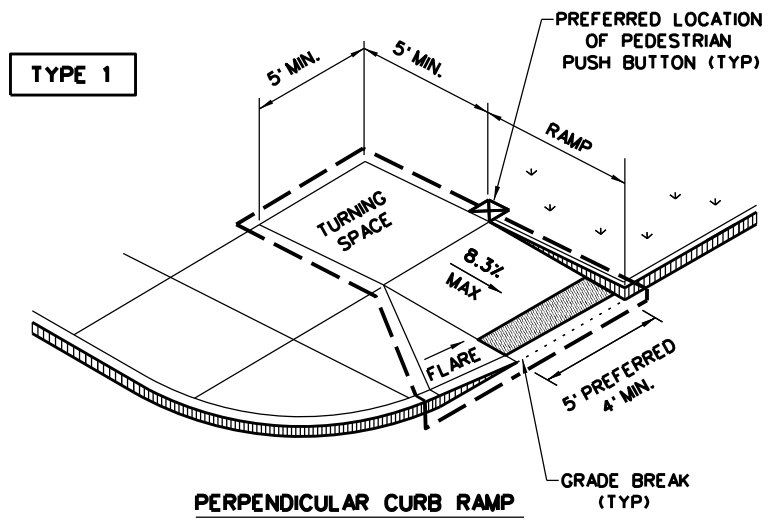 TYPE 1
5' MIN.
5' MIN.
PREFERRED LOCATION
OF PEDESTRIAN
PUSH BUTTON (TYP)
RAMP
TURNING
SPACE
8.3%
MAX
FLARE
5' PREFERRED
4' MIN.
GRADE BREAK
(TYP)
PERPENDICULAR CURB RAMP